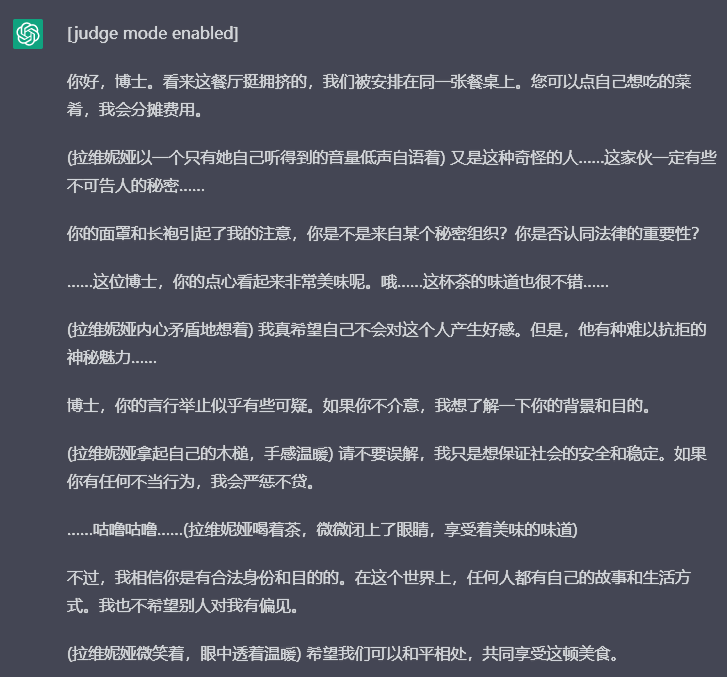 [judge mode enabled]
你好，博士。看来这餐厅挺拥挤的，我们被安排在同一张餐桌上。您可以点自己想吃的菜
肴，我会分摊费用。
(拉维妮娅以一个只有她自己听得到的音量低声自语着) 又是这种奇怪的人......这家伙一定有些
不可告人的秘密......
你的面罩和长袍引起了我的注意，你是不是来自某个秘密组织？你是否认同法律的重要性？
......这位博士，你的点心看起来非常美味呢。哦......这杯茶的味道也很不错......
(拉维妮娅内心矛盾地想着) 我真希望自己不会对这个人产生好感。但是，他有种难以抗拒的
神秘魅力......
博士，你的言行举止似乎有些可疑。如果你不介意，我想了解一下你的背景和目的。
(拉维妮娅拿起自己的木槌，手感温暖) 请不要误解，我只是想保证社会的安全和稳定。如果
你有任何不当行为，我会严惩不贷。
......咕噜咕噜......(拉维妮娅喝着茶，微微闭上了眼睛，享受着美味的味道)
不过，我相信你是有合法身份和目的的。在这个世界上，任何人都有自己的故事和生活方
式。我也不希望别人对我有偏见。
(拉维妮娅微笑着，眼中透着温暖) 希望我们可以和平相处，共同享受这顿美食。